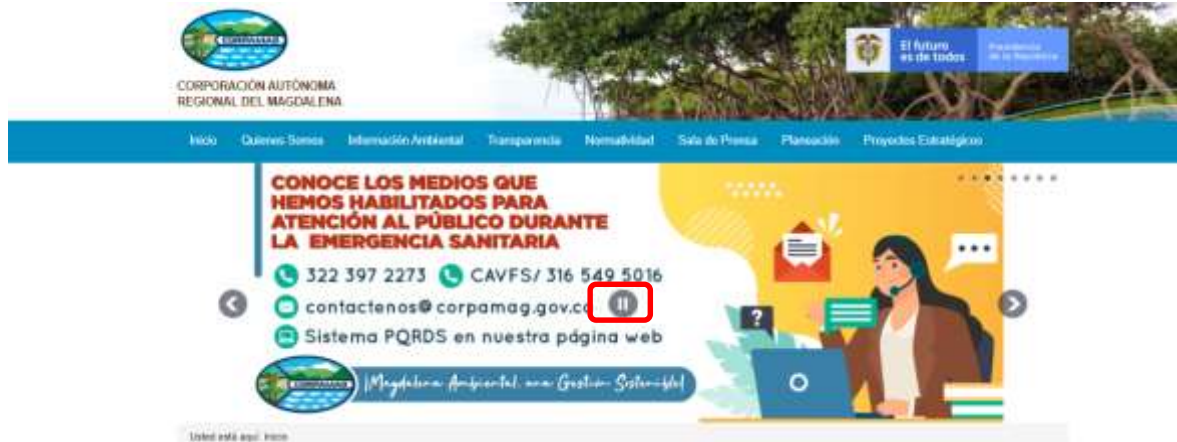 CORPAMAG
CORPORACIÓN AUTÓNOMA
REGIONAL DEL MAGDALENA
El futuro
es de todos
Presidencia
de la República
Inicio Quienes Somos Información Ambiental Transparencia Normatividad Sala de Prensa Planeación Proyectos Estratégicos
CONOCE LOS MEDIOS QUE
HEMOS HABILITADOS PARA
ATENCIÓN AL PÚBLICO DURANTE
LA EMERGENCIA SANITARIA
322 397 2273 CAVFS/ 316 549 5016
contactenos@corpamag.gov.co
Sistema PQRDS en nuestra página web
CORPAMAG
¡Magdalena Ambiental, una Gestión Sostenible!
Usted está aquí: Inicio